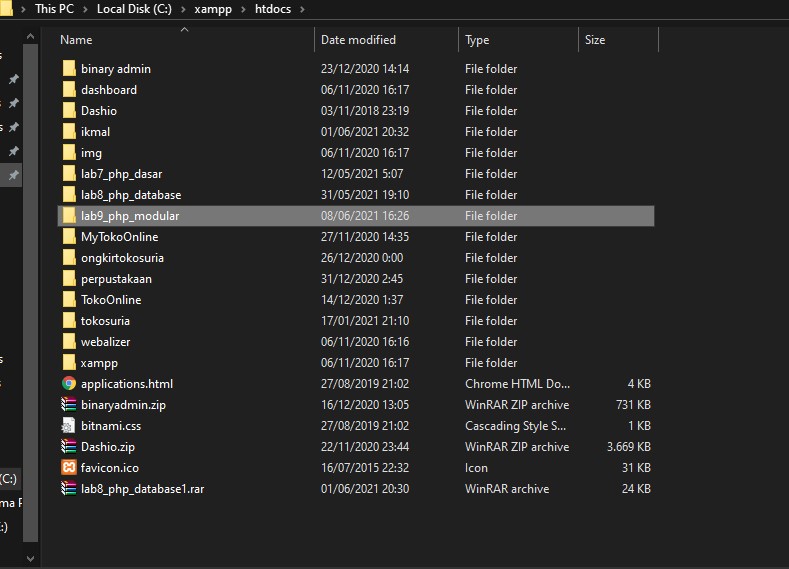 This PC > Local Disk (C:) > xampp > htdocs >
Name Date modified Type Size
binary admin 23/12/2020 14:14 File folder
dashboard 06/11/2020 16:17 File folder
Dashio 03/11/2018 23:19 File folder
ikmal 01/06/2021 20:32 File folder
img 06/11/2020 16:17 File folder
lab7_php_dasar 12/05/2021 5:07 File folder
lab8_php_database 31/05/2021 19:10 File folder
lab9_php_modular 08/06/2021 16:26 File folder
MyTokoOnline 27/11/2020 14:35 File folder
ongkirtokosuria 26/12/2020 0:00 File folder
perpustakaan 31/12/2020 2:45 File folder
TokoOnline 14/12/2020 1:37 File folder
tokosuria 17/01/2021 21:10 File folder
webalizer 06/11/2020 16:16 File folder
xampp 06/11/2020 16:17 File folder
applications.html 27/08/2019 21:02 Chrome HTML Do... 4 KB
binaryadmin.zip 16/12/2020 13:05 WinRAR ZIP archive 731 KB
bitnami.css 27/08/2019 21:02 Cascading Style S... 1 KB
Dashio.zip 22/11/2020 23:44 WinRAR ZIP archive 3.669 KB
favicon.ico 16/07/2015 22:32 Icon 31 KB
(C:)
lab8_php_database1.rar 01/06/2021 20:30 WinRAR archive 24 KB
ma F
:)